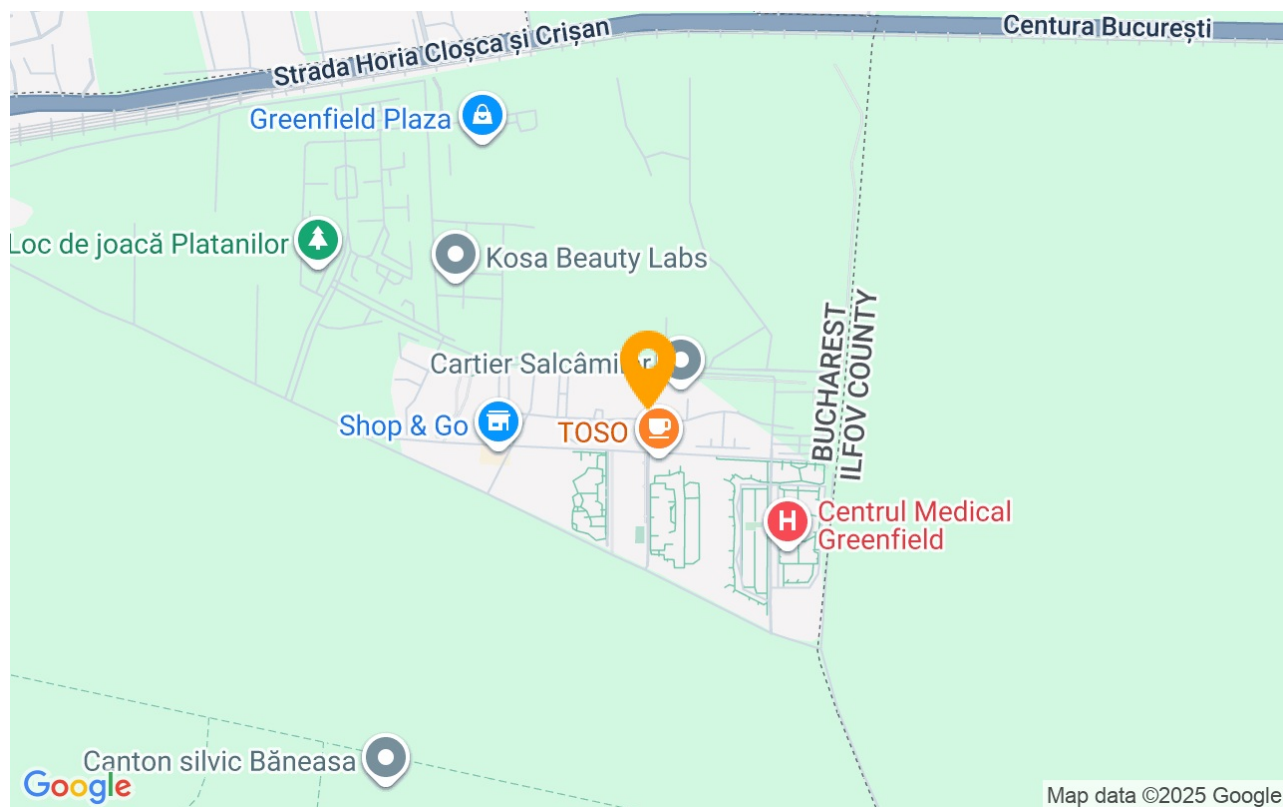 Centura București
Strada Horia Cloșca și Crișan
Greenfield Plaza
Loc de joacă Platanilor
Kosa Beauty Labs
BUCHAREST
ILFOV COUNTY
Cartier Salcâmilor
Shop & Go
TOSO
H
Centrul Medical
Greenfield
Canton silvic Băneasa
Google
Map data ©2025 Google